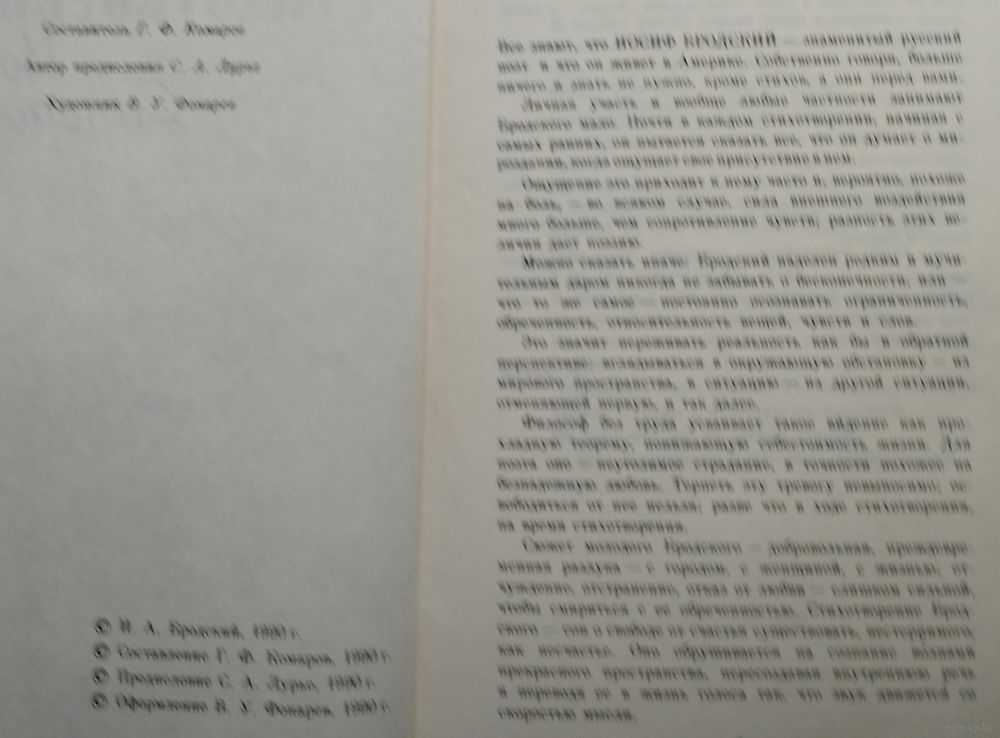 Составитель Г. Ф. Комаров
Автор предисловия С. А. Лурье
Художник В. У. Фонаров
© И. А. Бродский, 1990 г.
© Составление Г. Ф. Комаров, 1990 г.
© Предисловие С. А. Лурье, 1990 г.
© Оформление В. У. Фонаров, 1990 г.
Все знают, что ИОСИФ БРОДСКИЙ — знаменитый русский
поэт и что он живет в Америке. Собственно говоря, больше
ничего и знать не нужно, кроме стихов, а они перед вами.
Личная участь и вообще любые частности занимают
Бродского мало. Почти в каждом стихотворении, начиная с
самых ранних, он пытается сказать все, что он думает о ми-
роздании, когда ощущает свое присутствие в нем.
Ощущение это приходит к нему часто и, вероятно, похоже
на боль, — во всяком случае, сила внешнего воздействия
много больше, чем сопротивление чувств; разность этих ве-
личин дает поэзию.
Можно сказать иначе: Бродский наделен редким и мучи-
тельным даром никогда не забывать о бесконечности, или —
что то же самое — постоянно осознавать ограниченность,
обреченность, относительность вещей, чувств и слов.
Это значит переживать реальность как бы в обратной
перспективе: вглядываться в окружающую обстановку — из
мирового пространства, в ситуацию — из другой ситуации,
отменяющей первую, и так далее.
Философ без труда усваивает такое ви́дение как про-
хладную теорему, понижающую себестоимость жизни. Для
поэта оно — неутолимое страдание, в точности похожее на
безнадежную любовь. Терпеть эту тревогу невыносимо; ос-
вободиться от нее нельзя; разве что в ходе стихотворения,
на время стихотворения.
Сюжет молодого Бродского — добровольная, преждевре-
менная разлука — с городом, с женщиной, с жизнью; от-
чуждение, отстранение, отказ от любви — слишком сильной,
чтобы смириться с ее обреченностью. Стихотворение Брод-
ского — сон о свободе от счастья существовать, нестерпимого,
как несчастье. Оно обрушивается на сознание волнами
прекрасного пространства, пересоздавая внутреннюю речь
и переводя ее в жизнь голоса так, что звук движется со
скоростью мысли.
www.ay.by